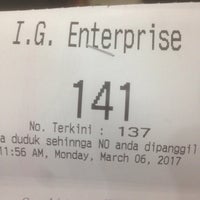 I.G. Enterprise
141
No. Terkini : 137
a duduk sehinnga NO anda dipanggil
11:56 AM, Monday, March 06, 2017